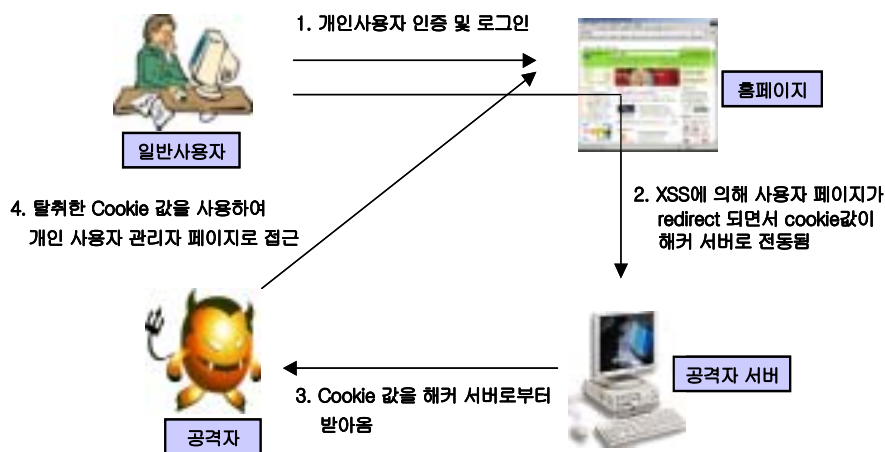 1. 개인사용자 인증 및 로그인
홈페이지
일반사용자
2. XSS에 의해 사용자 페이지가
redirect 되면서 cookie값이
해커 서버로 전동됨
4. 탈취한 Cookie 값을 사용하여
개인 사용자 관리자 페이지로 접근
공격자 서버
3. Cookie 값을 해커 서버로부터
받아옴
공격자